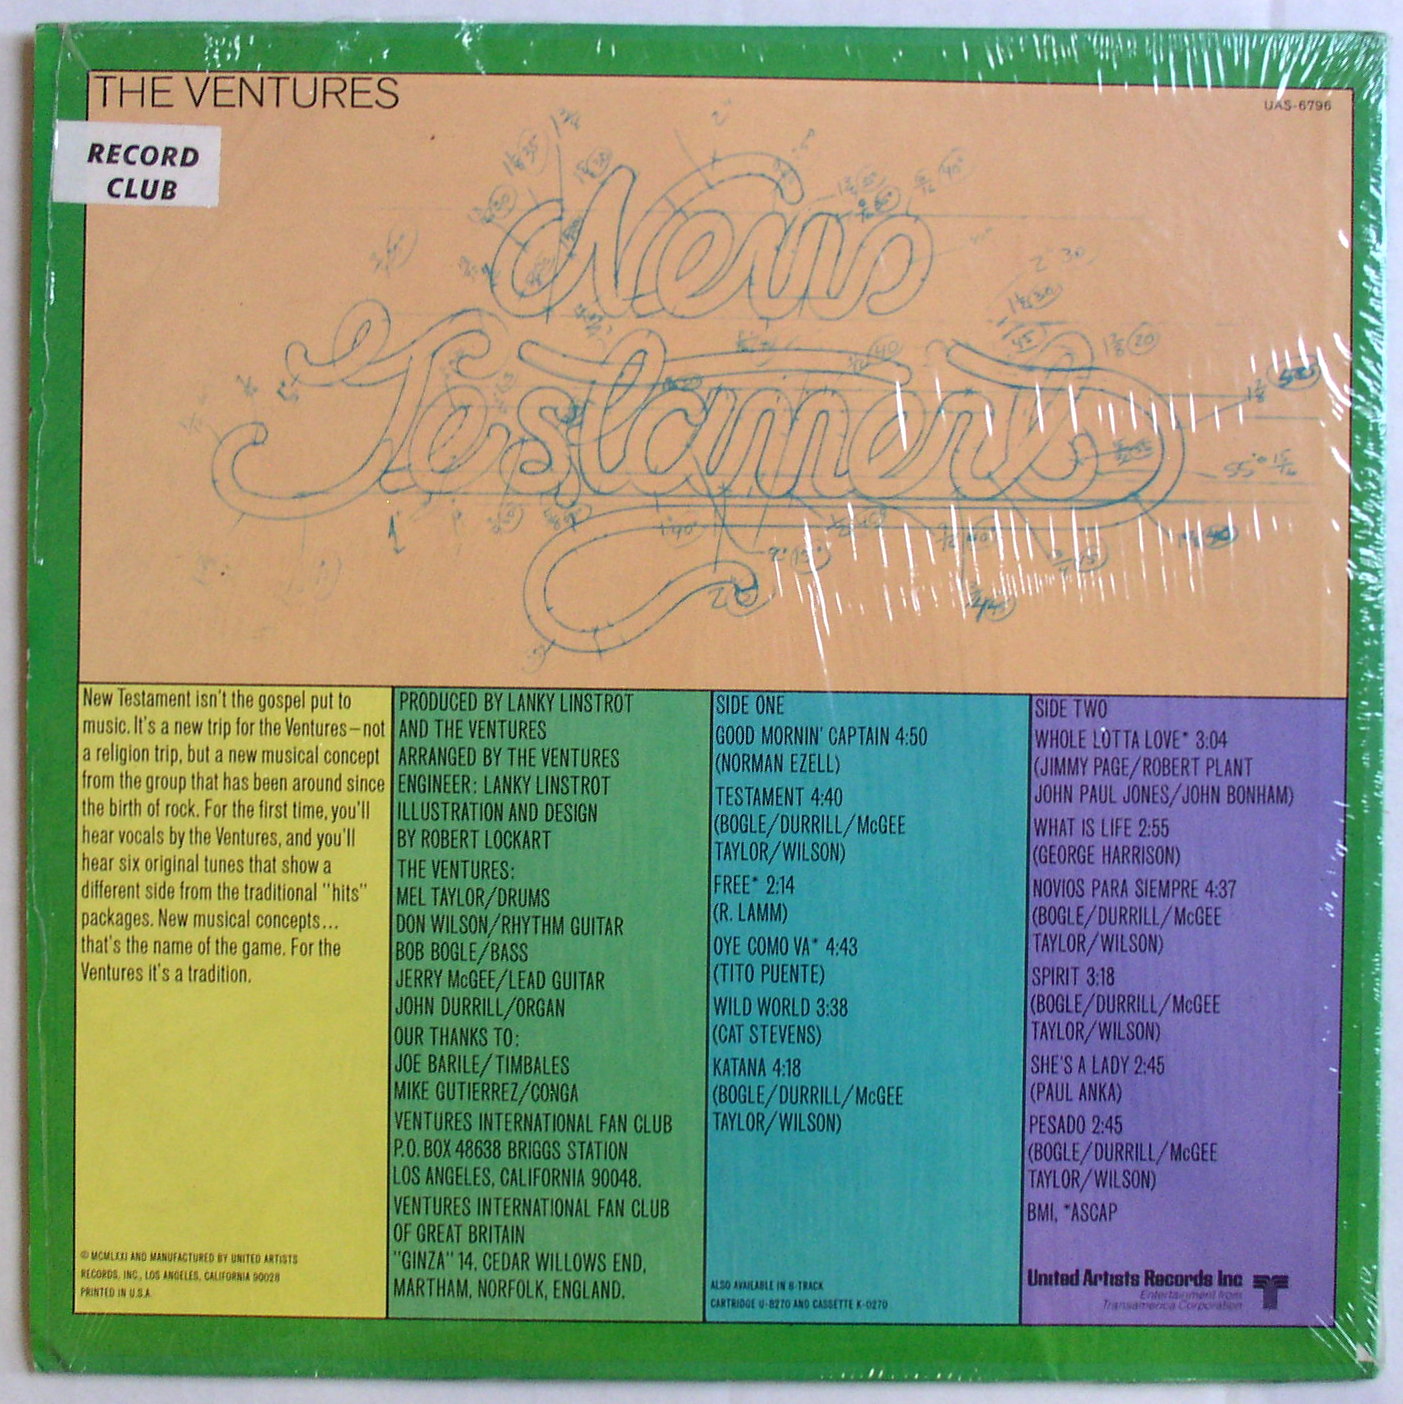 THE VENTURES
UAS-6796
RECORD
CLUB
New
Testament
New Testament isn't the gospel put to
music. It's a new trip for the Ventures—not
a religion trip, but a new musical concept
from the group that has been around since
the birth of rock. For the first time, you'll
hear vocals by the Ventures, and you'll
hear six original tunes that show a
different side from the traditional "hits"
packages. New musical concepts...
that's the name of the game. For the
Ventures it's a tradition.
© MCMLXXI AND MANUFACTURED BY UNITED ARTISTS
RECORDS, INC., LOS ANGELES, CALIFORNIA 90028
PRINTED IN U.S.A.
PRODUCED BY LANKY LINSTROT
AND THE VENTURES
ARRANGED BY THE VENTURES
ENGINEER: LANKY LINSTROT
ILLUSTRATION AND DESIGN
BY ROBERT LOCKART
THE VENTURES:
MEL TAYLOR/DRUMS
DON WILSON/RHYTHM GUITAR
BOB BOGLE/BASS
JERRY McGEE/LEAD GUITAR
JOHN DURRILL/ORGAN
OUR THANKS TO:
JOE BARILE/TIMBALES
MIKE GUTIERREZ/CONGA
VENTURES INTERNATIONAL FAN CLUB
P.O. BOX 48638 BRIGGS STATION
LOS ANGELES, CALIFORNIA 90048.
VENTURES INTERNATIONAL FAN CLUB
OF GREAT BRITAIN
"GINZA" 14, CEDAR WILLOWS END,
MARTHAM, NORFOLK, ENGLAND.
SIDE ONE
GOOD MORNIN' CAPTAIN 4:50
(NORMAN EZELL)
TESTAMENT 4:40
(BOGLE/DURRILL/McGEE
TAYLOR/WILSON)
FREE* 2:14
(R. LAMM)
OYE COMO VA* 4:43
(TITO PUENTE)
WILD WORLD 3:38
(CAT STEVENS)
KATANA 4:18
(BOGLE/DURRILL/McGEE
TAYLOR/WILSON)
ALSO AVAILABLE IN 8-TRACK
CARTRIDGE U-8270 AND CASSETTE K-0270
SIDE TWO
WHOLE LOTTA LOVE* 3:04
(JIMMY PAGE/ROBERT PLANT
JOHN PAUL JONES/JOHN BONHAM)
WHAT IS LIFE 2:55
(GEORGE HARRISON)
NOVIOS PARA SIEMPRE 4:37
(BOGLE/DURRILL/McGEE
TAYLOR/WILSON)
SPIRIT 3:18
(BOGLE/DURRILL/McGEE
TAYLOR/WILSON)
SHE'S A LADY 2:45
(PAUL ANKA)
PESADO 2:45
(BOGLE/DURRILL/McGEE
TAYLOR/WILSON)
BMI, *ASCAP
United Artists Records Inc
Entertainment from
Transamerica Corporation